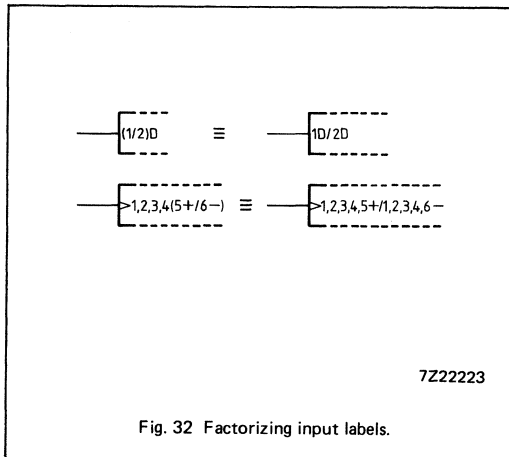 (1/2)D ≡ 1D/2D
>1,2,3,4(5+/6−) ≡ >1,2,3,4,5+/1,2,3,4,6−
7Z22223
Fig. 32 Factorizing input labels.